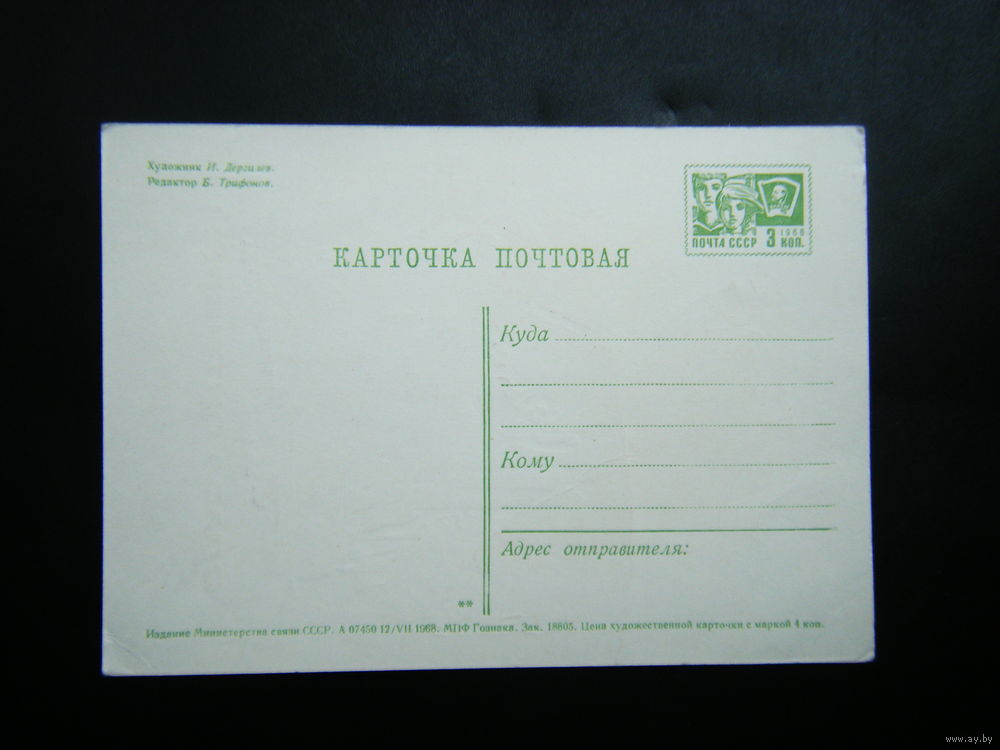 Художник И. Дергилев.
Редактор Б. Трифонов.
1966
ПОЧТА СССР 3 КОП.
КАРТОЧКА ПОЧТОВАЯ
Куда
Кому
Адрес отправителя:
**
Издание Министерства связи СССР. А 07450 12/VII 1968. МПФ Гознака. Зак. 18805. Цена художественной карточки с маркой 4 коп.
www.ay.by